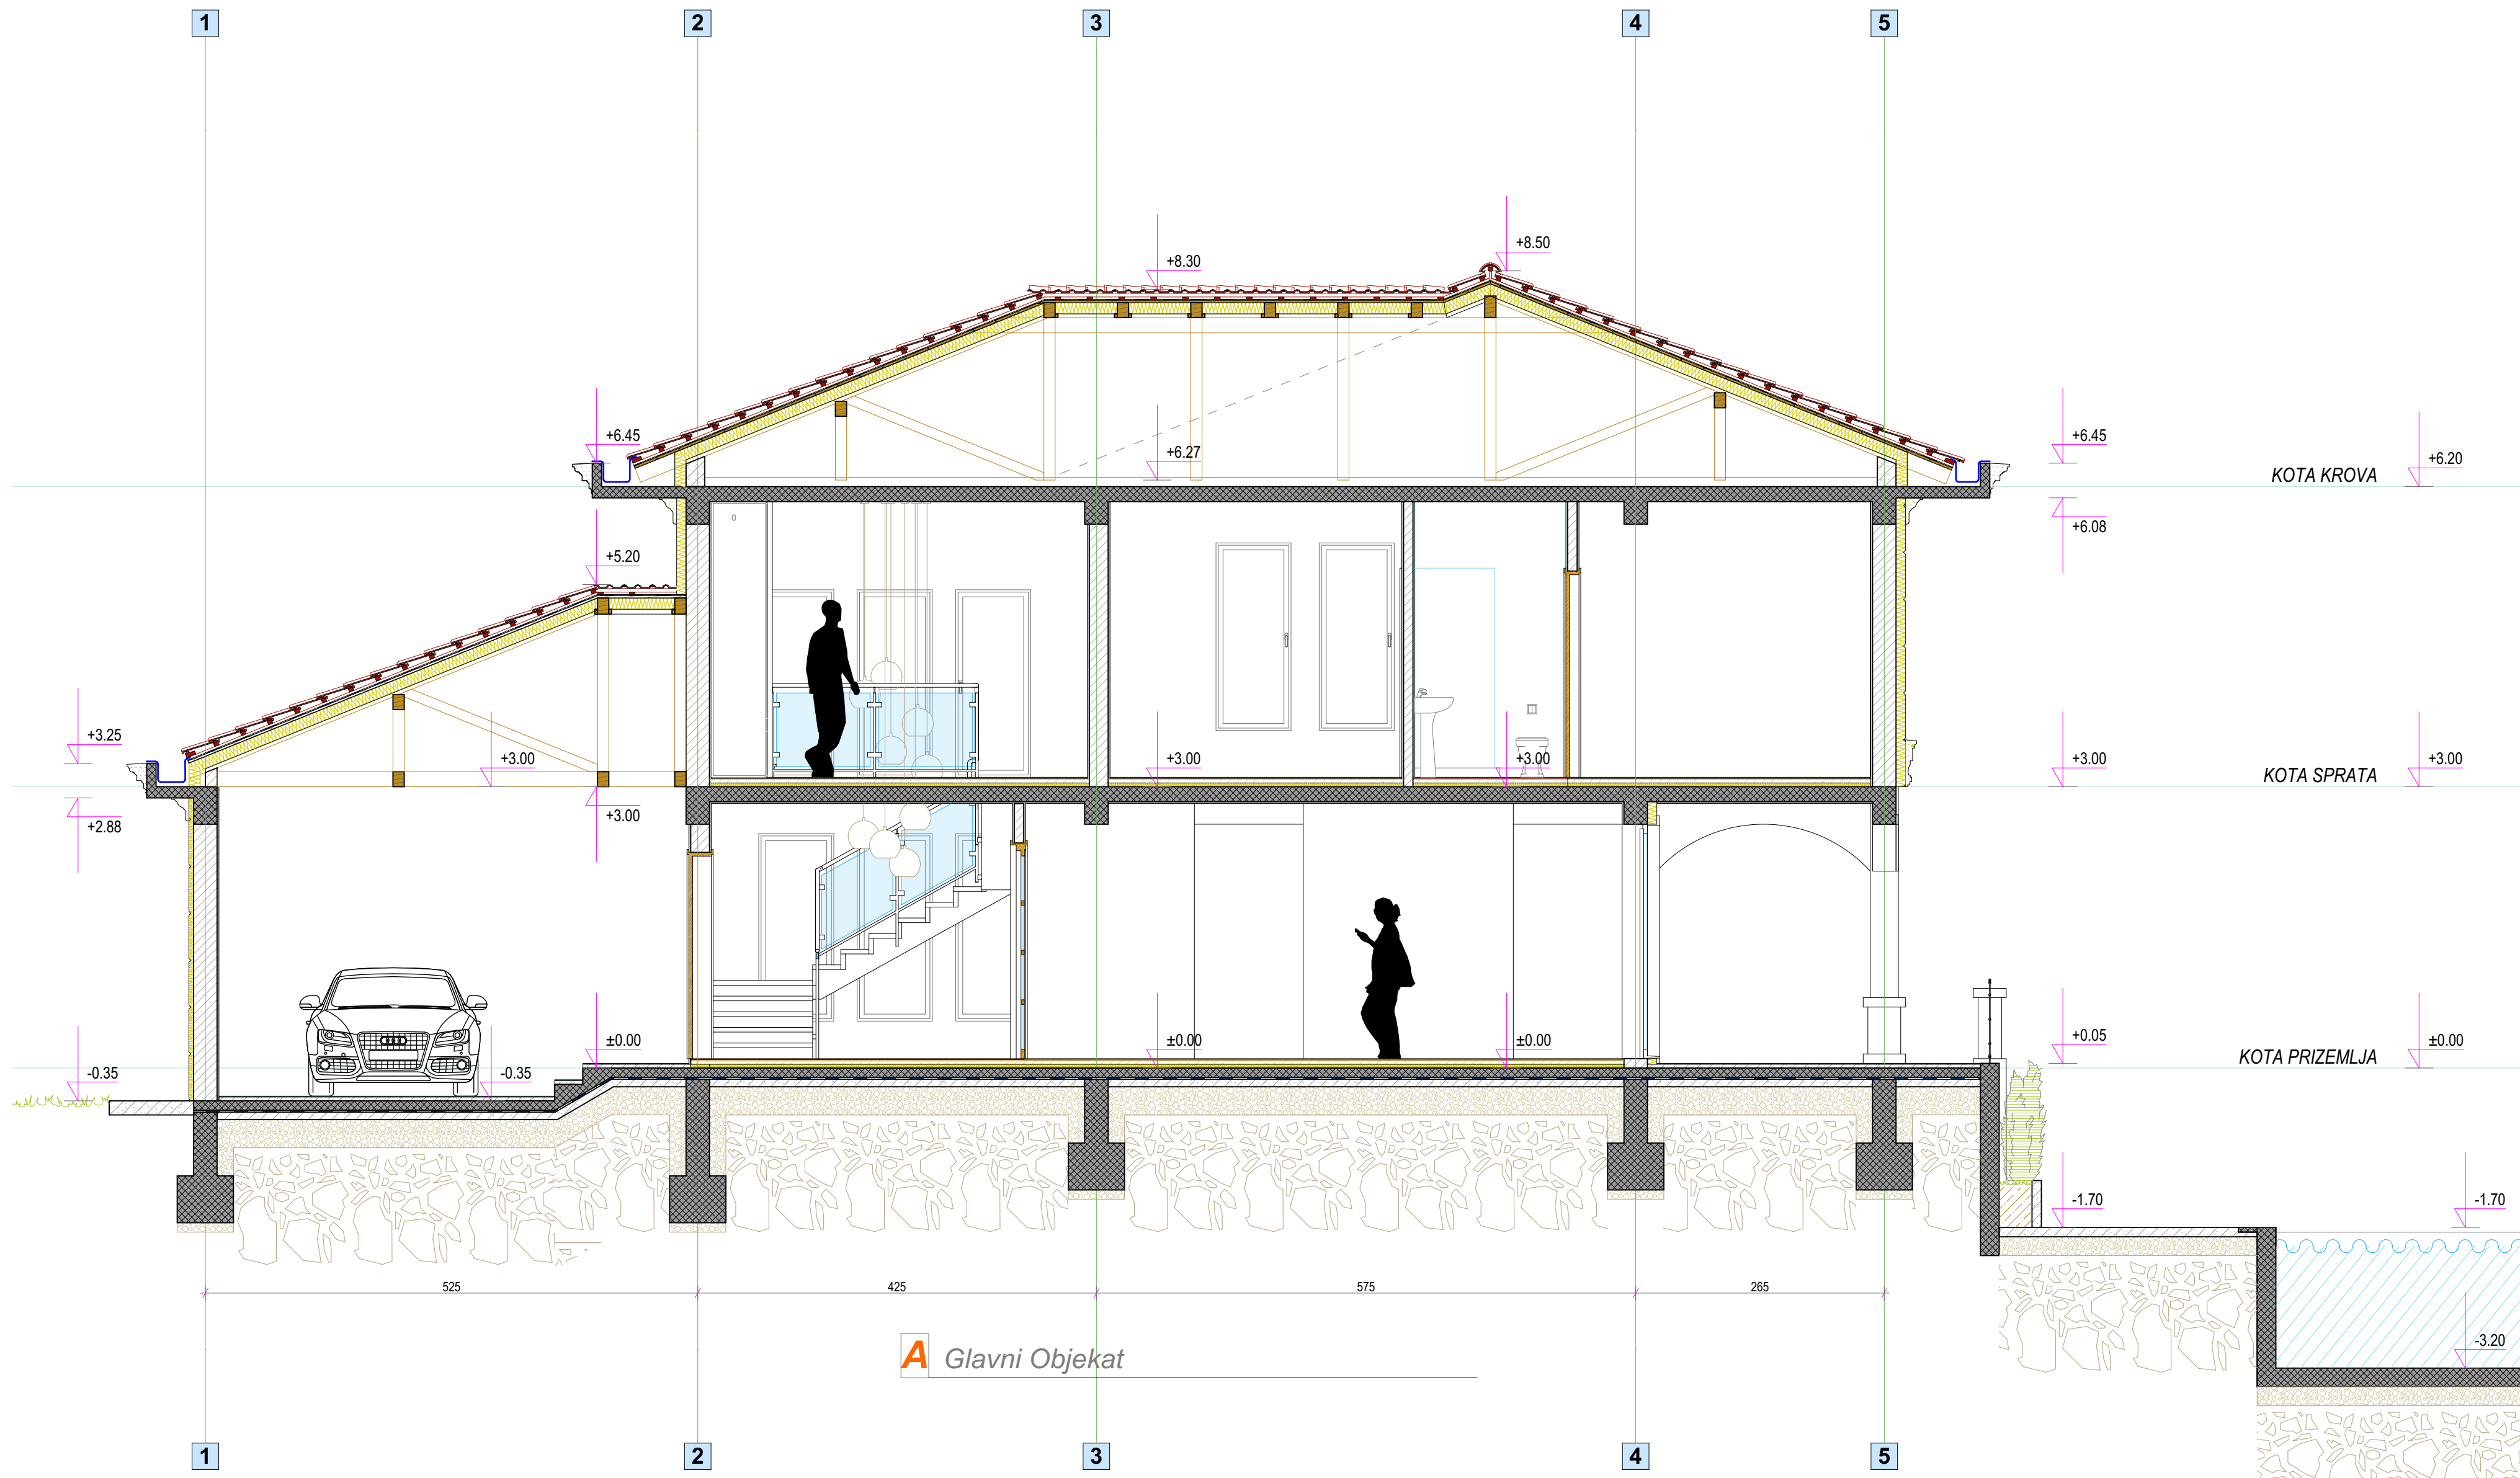 1 2 3 4 5
+8.50
+8.30
+6.45 +6.27 +6.45
KOTA KROVA +6.20
+6.08
+5.20
+3.25 +3.00 +3.00 +3.00 +3.00
KOTA SPRATA +3.00
+3.00
+2.88
±0.00 ±0.00 ±0.00 +0.05
KOTA PRIZEMLJA ±0.00
-0.35 -0.35
-1.70 -1.70
525 425 575 265
-3.20
A Glavni Objekat
1 2 3 4 5